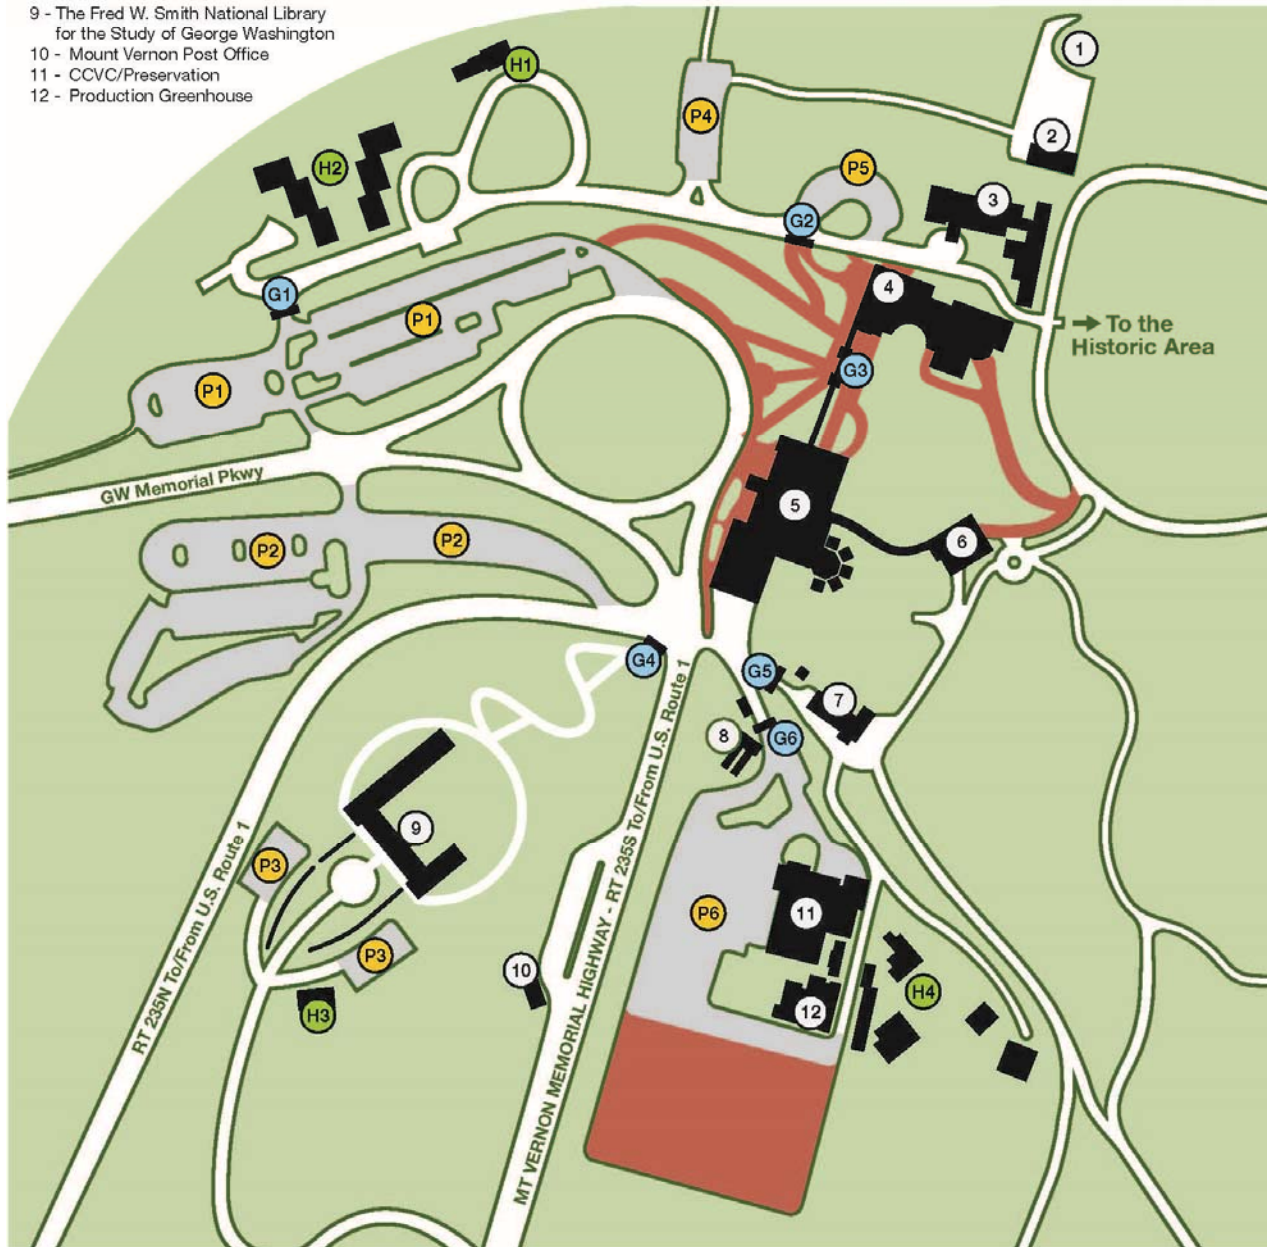 9 - The Fred W. Smith National Library
for the Study of George Washington
10 - Mount Vernon Post Office
11 - CCVC/Preservation
12 - Production Greenhouse
1
H1
P4
2
H2
P5
3
G2
G1
4
P1
To the
Historic Area
G3
P1
GW Memorial Pkwy
5
P2
P2
6
G4
G5
7
8
G6
9
P3
RT 235N To/From U.S. Route 1
MT VERNON MEMORIAL HIGHWAY - RT 235S To/From U.S. Route 1
P6
11
P3
10
H4
H3
12